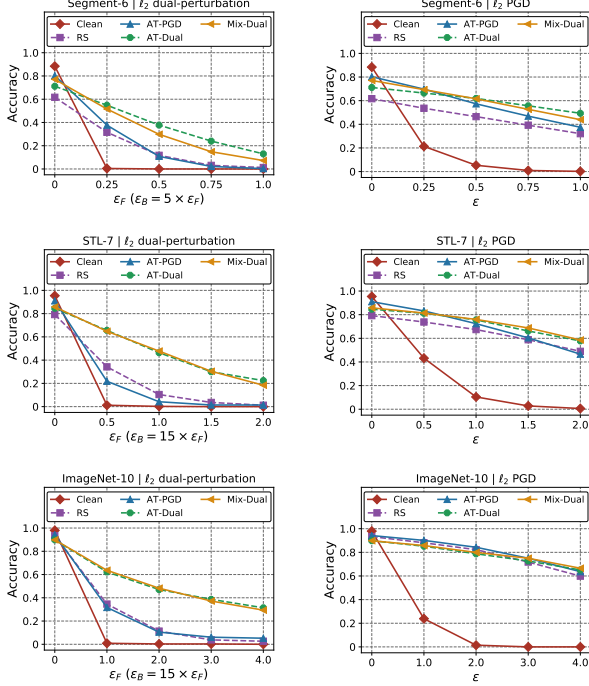 Segment-6 | ℓ2 dual-perturbation
Clean AT-PGD Mix-Dual
RS AT-Dual
Accuracy
1.0
0.8
0.6
0.4
0.2
0
0 0.25 0.5 0.75 1.0
εF (εB = 5 × εF)
Segment-6 | ℓ2 PGD
Clean AT-PGD Mix-Dual
RS AT-Dual
Accuracy
1.0
0.8
0.6
0.4
0.2
0
0 0.25 0.5 0.75 1.0
ε
STL-7 | ℓ2 dual-perturbation
Clean AT-PGD Mix-Dual
RS AT-Dual
Accuracy
1.0
0.8
0.6
0.4
0.2
0
0 0.5 1.0 1.5 2.0
εF (εB = 15 × εF)
STL-7 | ℓ2 PGD
Clean AT-PGD Mix-Dual
RS AT-Dual
Accuracy
1.0
0.8
0.6
0.4
0.2
0
0 0.5 1.0 1.5 2.0
ε
ImageNet-10 | ℓ2 dual-perturbation
Clean AT-PGD Mix-Dual
RS AT-Dual
Accuracy
1.0
0.8
0.6
0.4
0.2
0
0 1.0 2.0 3.0 4.0
εF (εB = 15 × εF)
ImageNet-10 | ℓ2 PGD
Clean AT-PGD Mix-Dual
RS AT-Dual
Accuracy
1.0
0.8
0.6
0.4
0.2
0
0 1.0 2.0 3.0 4.0
ε